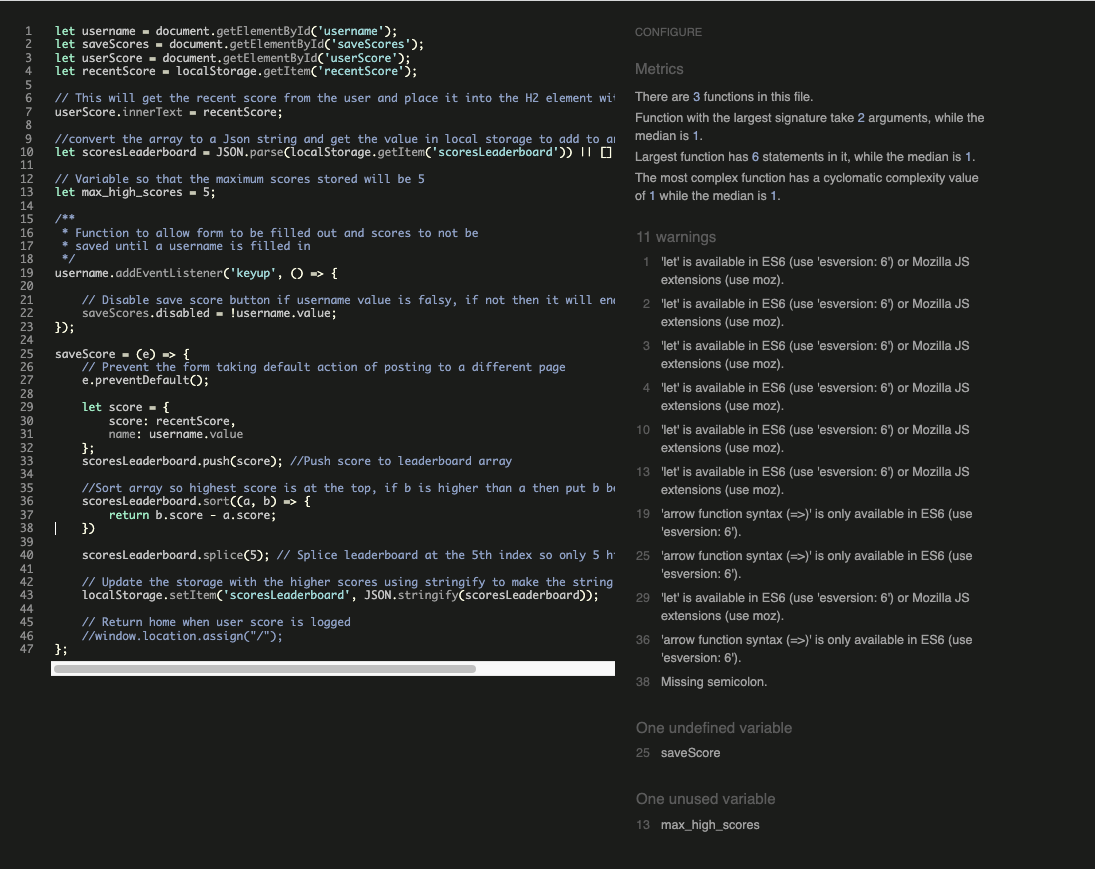 1 let username = document.getElementById('username');
2 let saveScores = document.getElementById('saveScores');
3 let userScore = document.getElementById('userScore');
4 let recentScore = localStorage.getItem('recentScore');
5
6 // This will get the recent score from the user and place it into the H2 element wi
7 userScore.innerText = recentScore;
8
9 //convert the array to a Json string and get the value in local storage to add to a
10 let scoresLeaderboard = JSON.parse(localStorage.getItem('scoresLeaderboard')) || []
11
12 // Variable so that the maximum scores stored will be 5
13 let max_high_scores = 5;
14
15 /**
16  * Function to allow form to be filled out and scores to not be
17  * saved until a username is filled in
18  */
19 username.addEventListener('keyup', () => {
20
21     // Disable save score button if username value is falsy, if not then it will en
22     saveScores.disabled = !username.value;
23 });
24
25 saveScore = (e) => {
26     // Prevent the form taking default action of posting to a different page
27     e.preventDefault();
28
29     let score = {
30         score: recentScore,
31         name: username.value
32     };
33     scoresLeaderboard.push(score); //Push score to leaderboard array
34
35     //Sort array so highest score is at the top, if b is higher than a then put b b
36     scoresLeaderboard.sort((a, b) => {
37         return b.score - a.score;
38     })
39
40     scoresLeaderboard.splice(5); // Splice leaderboard at the 5th index so only 5 h
41
42     // Update the storage with the higher scores using stringify to make the string
43     localStorage.setItem('scoresLeaderboard', JSON.stringify(scoresLeaderboard));
44
45     // Return home when user score is logged
46     //window.location.assign("/");
47 };
CONFIGURE
Metrics
There are 3 functions in this file.
Function with the largest signature take 2 arguments, while the
median is 1.
Largest function has 6 statements in it, while the median is 1.
The most complex function has a cyclomatic complexity value
of 1 while the median is 1.
11 warnings
1 'let' is available in ES6 (use 'esversion: 6') or Mozilla JS
extensions (use moz).
2 'let' is available in ES6 (use 'esversion: 6') or Mozilla JS
extensions (use moz).
3 'let' is available in ES6 (use 'esversion: 6') or Mozilla JS
extensions (use moz).
4 'let' is available in ES6 (use 'esversion: 6') or Mozilla JS
extensions (use moz).
10 'let' is available in ES6 (use 'esversion: 6') or Mozilla JS
extensions (use moz).
13 'let' is available in ES6 (use 'esversion: 6') or Mozilla JS
extensions (use moz).
19 'arrow function syntax (=>)' is only available in ES6 (use
'esversion: 6').
25 'arrow function syntax (=>)' is only available in ES6 (use
'esversion: 6').
29 'let' is available in ES6 (use 'esversion: 6') or Mozilla JS
extensions (use moz).
36 'arrow function syntax (=>)' is only available in ES6 (use
'esversion: 6').
38 Missing semicolon.
One undefined variable
25 saveScore
One unused variable
13 max_high_scores